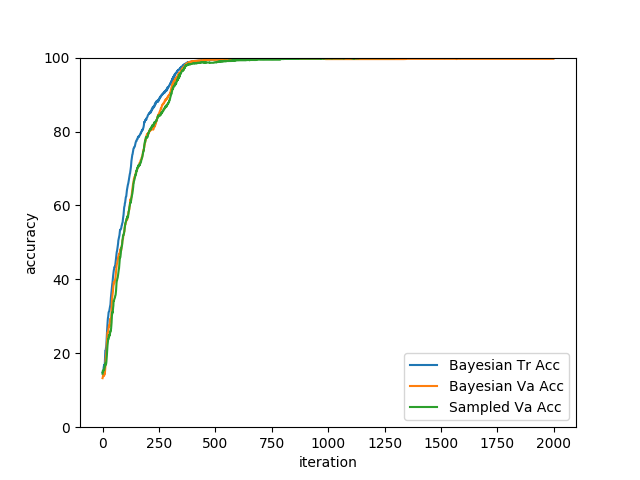 100
80
60
40
20
0
accuracy
0 250 500 750 1000 1250 1500 1750 2000
iteration
Bayesian Tr Acc
Bayesian Va Acc
Sampled Va Acc